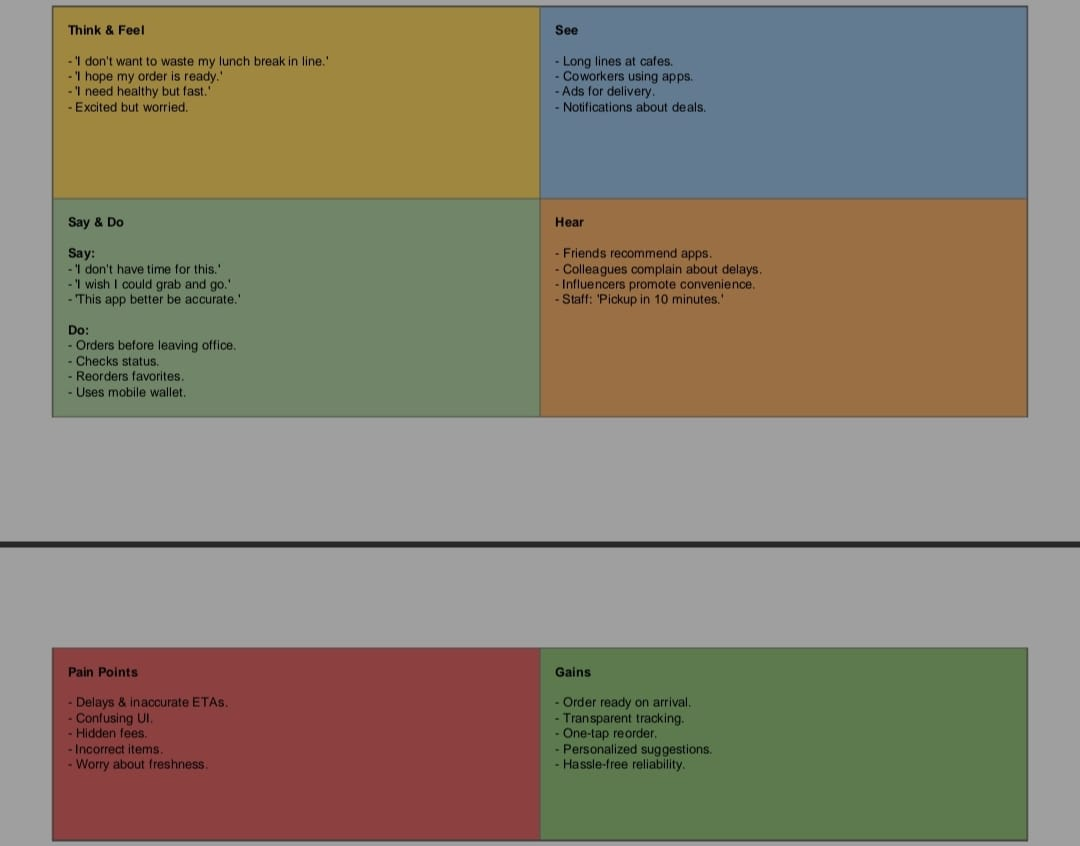 Think & Feel
- 'I don't want to waste my lunch break in line.'
- 'I hope my order is ready.'
- 'I need healthy but fast.'
- Excited but worried.
See
- Long lines at cafes.
- Coworkers using apps.
- Ads for delivery.
- Notifications about deals.
Say & Do
Say:
- 'I don't have time for this.'
- 'I wish I could grab and go.'
- 'This app better be accurate.'
Do:
- Orders before leaving office.
- Checks status.
- Reorders favorites.
- Uses mobile wallet.
Hear
- Friends recommend apps.
- Colleagues complain about delays.
- Influencers promote convenience.
- Staff: 'Pickup in 10 minutes.'
Pain Points
- Delays & inaccurate ETAs.
- Confusing UI.
- Hidden fees.
- Incorrect items.
- Worry about freshness.
Gains
- Order ready on arrival.
- Transparent tracking.
- One-tap reorder.
- Personalized suggestions.
- Hassle-free reliability.